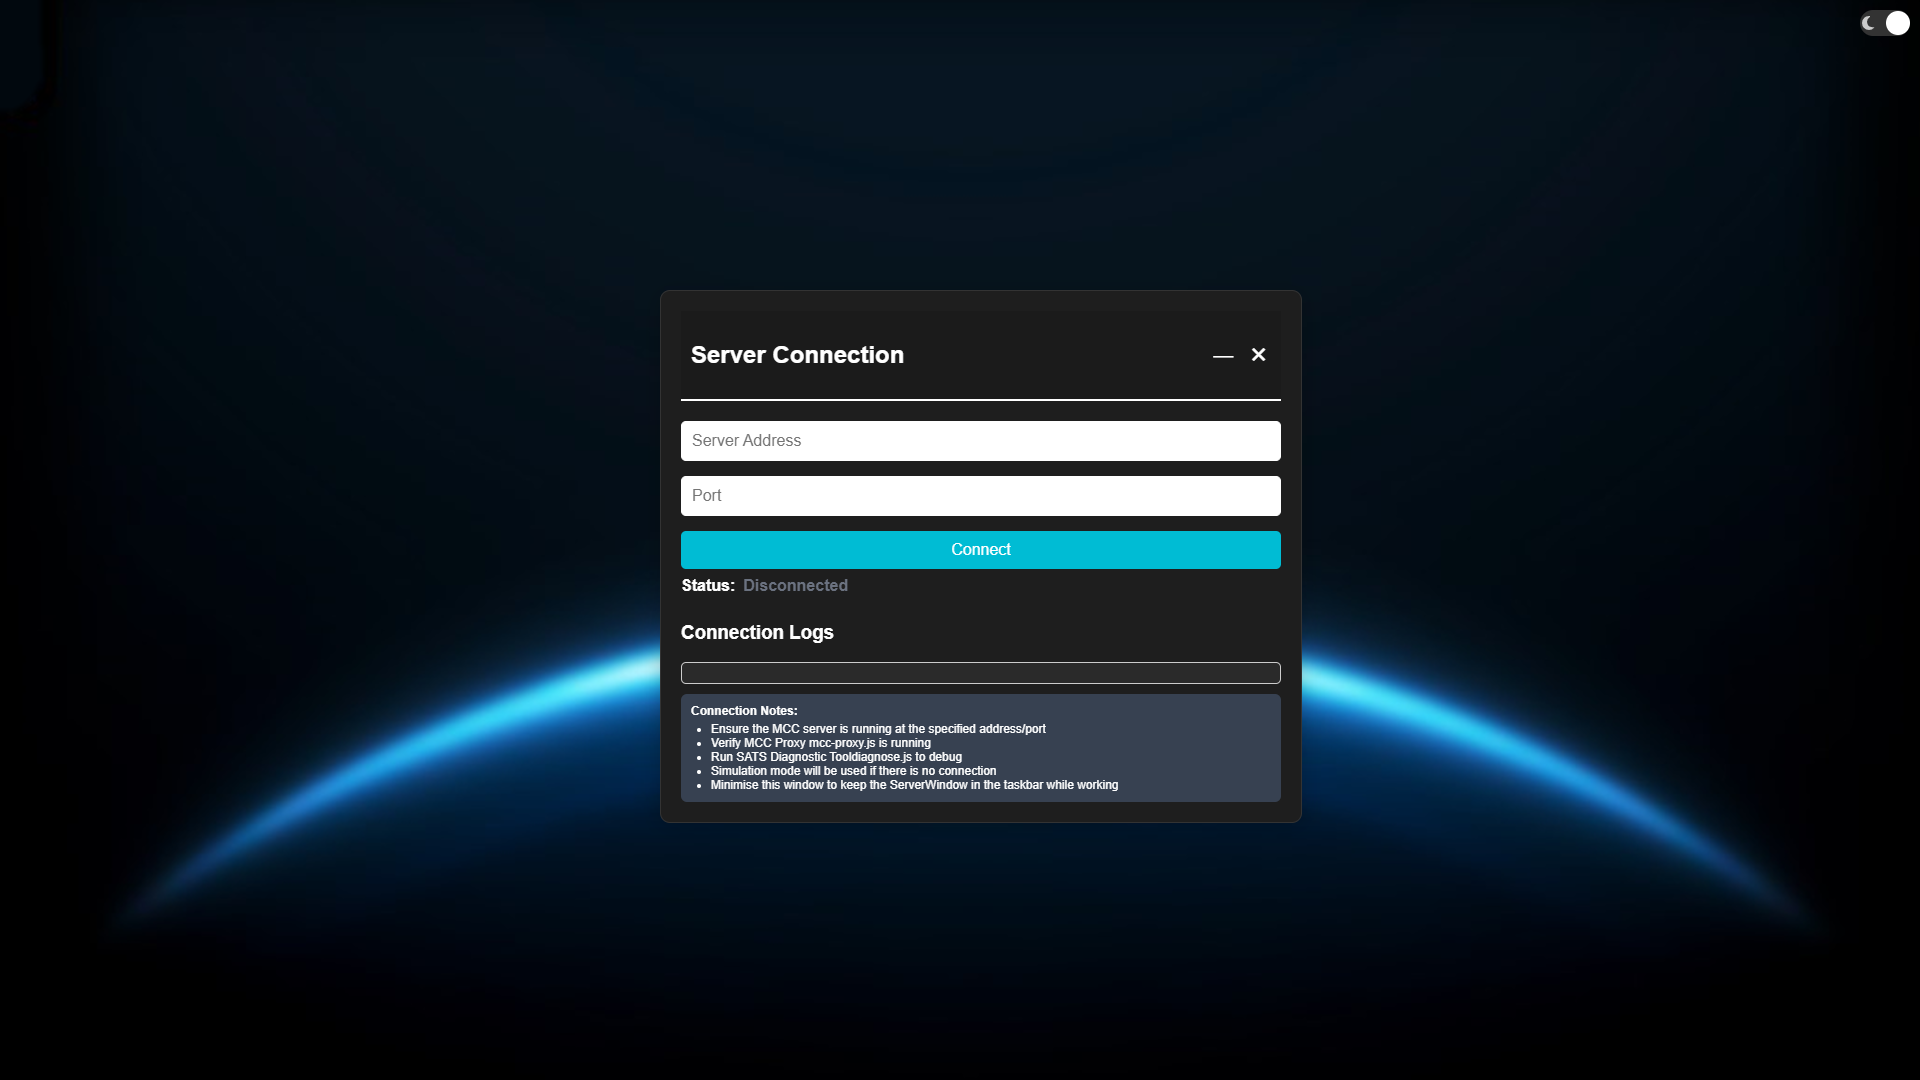 Server Connection
Server Address
Port
Connect
Status: Disconnected
Connection Logs
Connection Notes:
Ensure the MCC server is running at the specified address/port
Verify MCC Proxy mcc-proxy.js is running
Run SATS Diagnostic Tooldiagnose.js to debug
Simulation mode will be used if there is no connection
Minimise this window to keep the ServerWindow in the taskbar while working